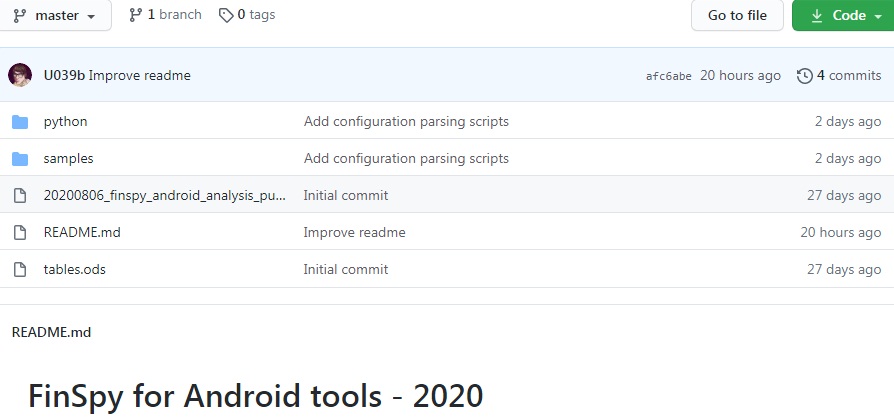 master 1 branch 0 tags Go to file Code
U039b Improve readme afc6abe 20 hours ago 4 commits
python Add configuration parsing scripts 2 days ago
samples Add configuration parsing scripts 2 days ago
20200806_finspy_android_analysis_pu... Initial commit 27 days ago
README.md Improve readme 20 hours ago
tables.ods Initial commit 27 days ago
README.md
FinSpy for Android tools - 2020